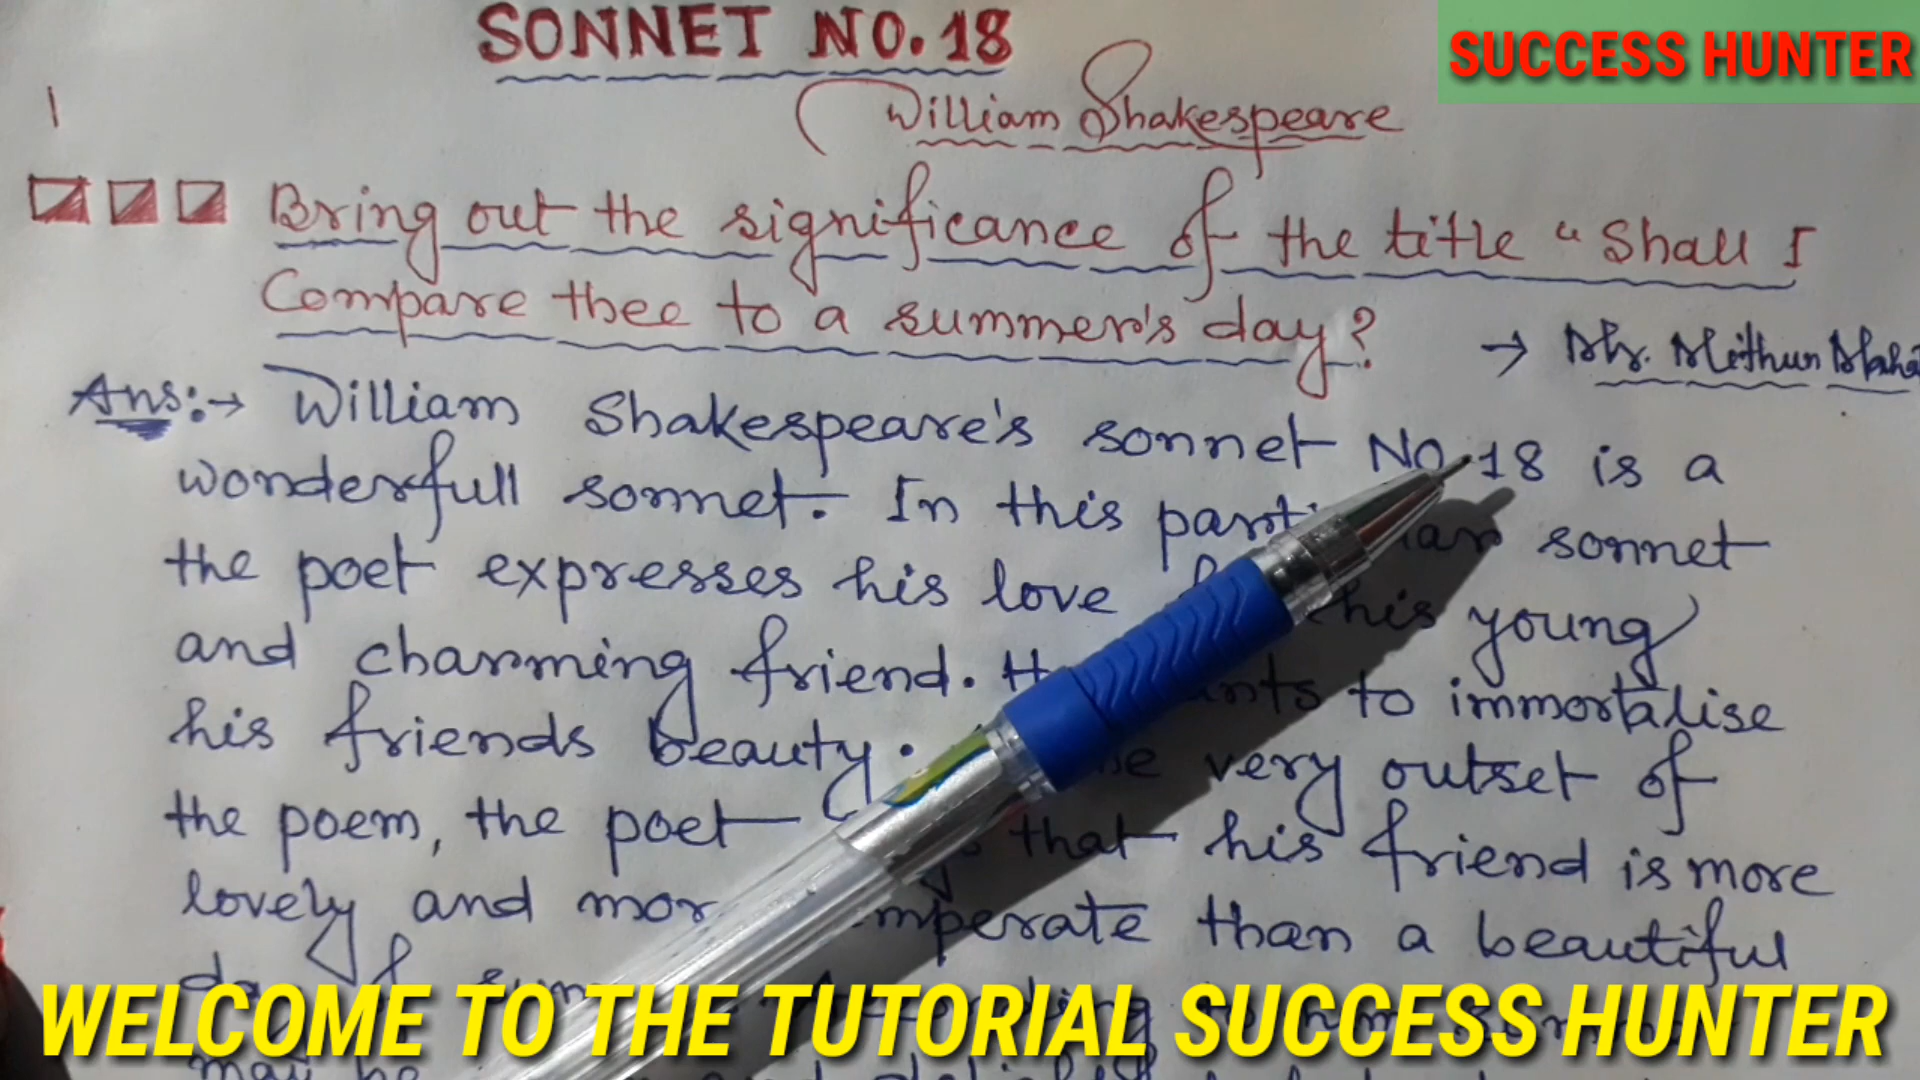 SONNET NO. 18
SUCCESS HUNTER
William Shakespeare
Bring out the significance of the title "Shall I
Compare thee to a summer's day?
→ Mr. Mithun
Ans:→ William Shakespeare's sonnet No. 18 is a
wonderfull sonnet. In this sonnet
the poet expresses his love his young
and charming friend. to immortalise
his friends beauty. very outset of
the poem, the poet that his friend is more
lovely and than a beautiful
WELCOME TO THE TUTORIAL SUCCESS HUNTER